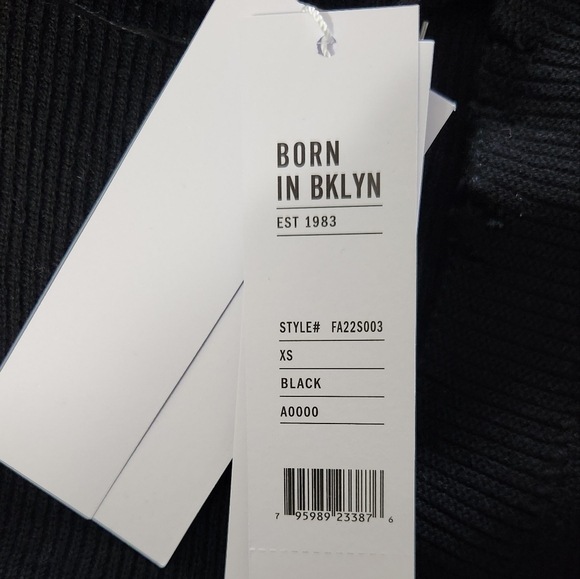 BORN
IN BKLYN
EST 1983
STYLE# FA22S003
XS
BLACK
A0000
7 95989 23387 6